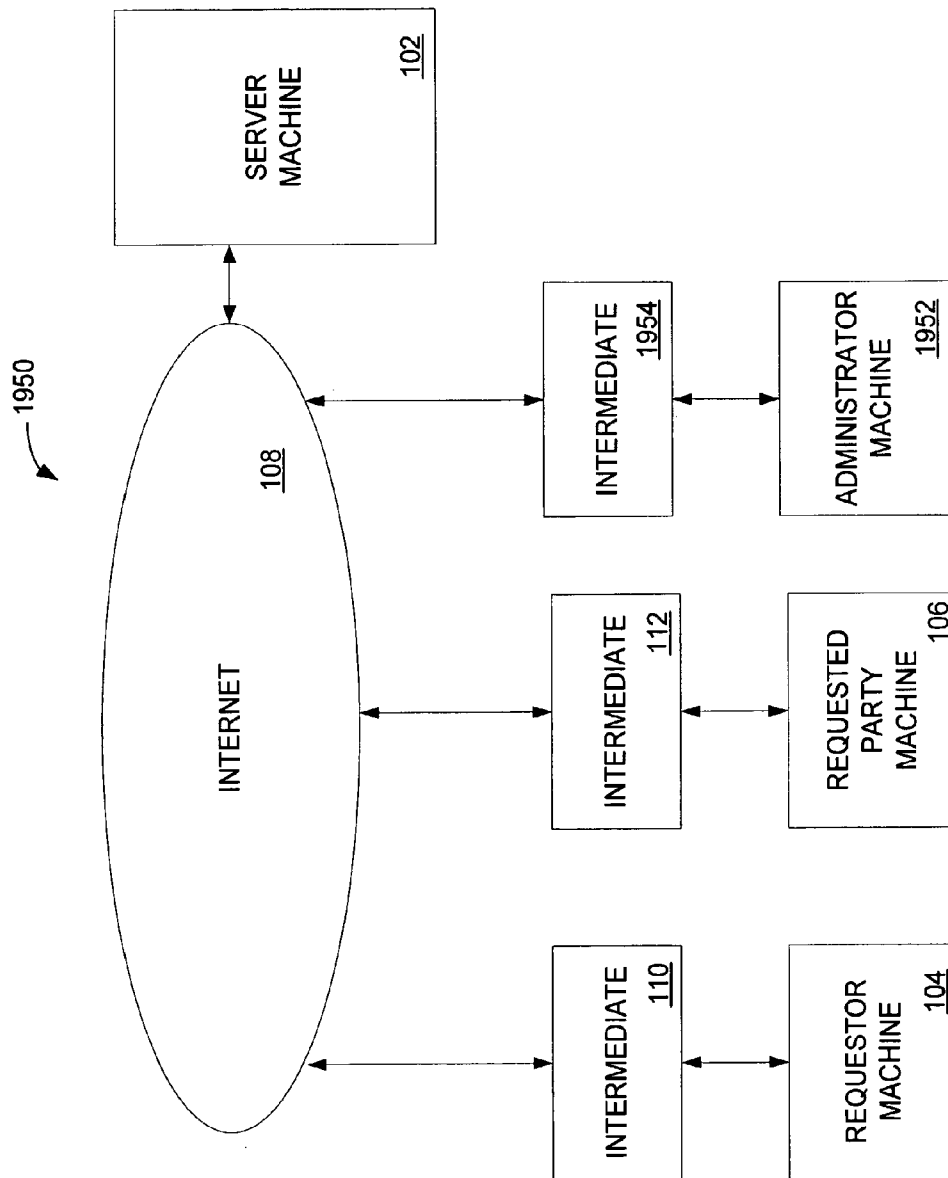 1950
INTERNET
108
SERVER
MACHINE
102
INTERMEDIATE
110
INTERMEDIATE
112
INTERMEDIATE
1954
REQUESTOR
MACHINE
104
REQUESTED
PARTY
MACHINE
106
ADMINISTRATOR
MACHINE
1952